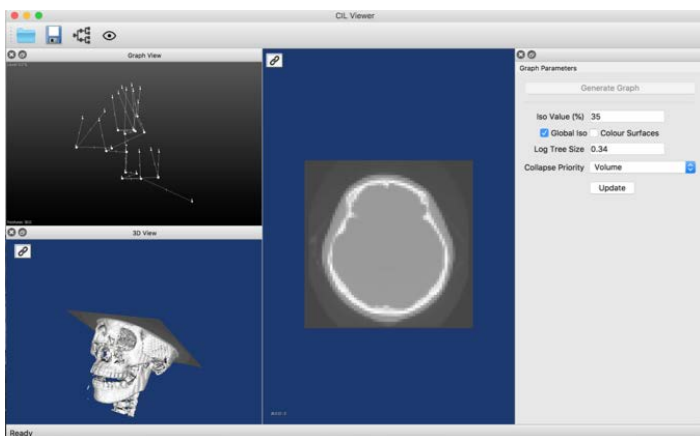 CIL Viewer
Graph View
3D View
Graph Parameters
Generate Graph
Iso Value (%) 35
Global Iso Colour Surfaces
Log Tree Size 0.34
Collapse Priority Volume
Update
Ready